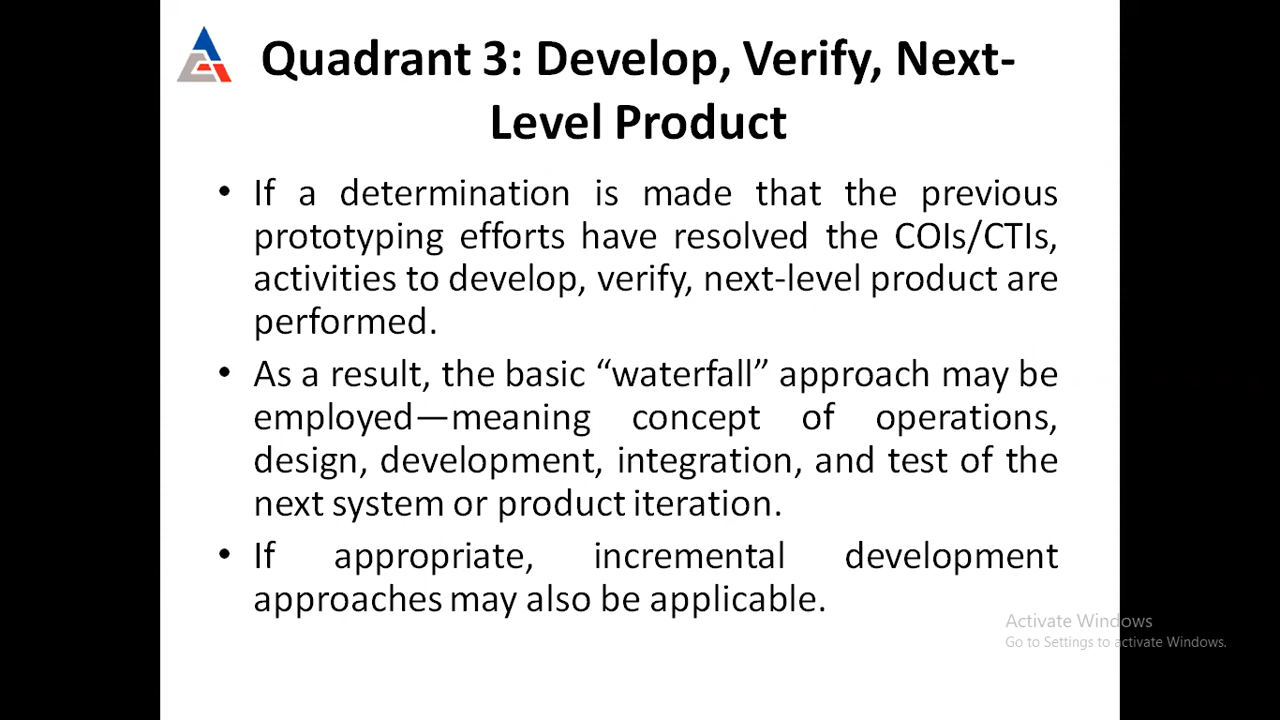 Quadrant 3: Develop, Verify, Next-
Level Product
• If a determination is made that the previous
prototyping efforts have resolved the COIs/CTIs,
activities to develop, verify, next-level product are
performed.
• As a result, the basic “waterfall” approach may be
employed—meaning concept of operations,
design, development, integration, and test of the
next system or product iteration.
• If appropriate, incremental development
approaches may also be applicable.
Activate Windows
Go to Settings to activate Windows.